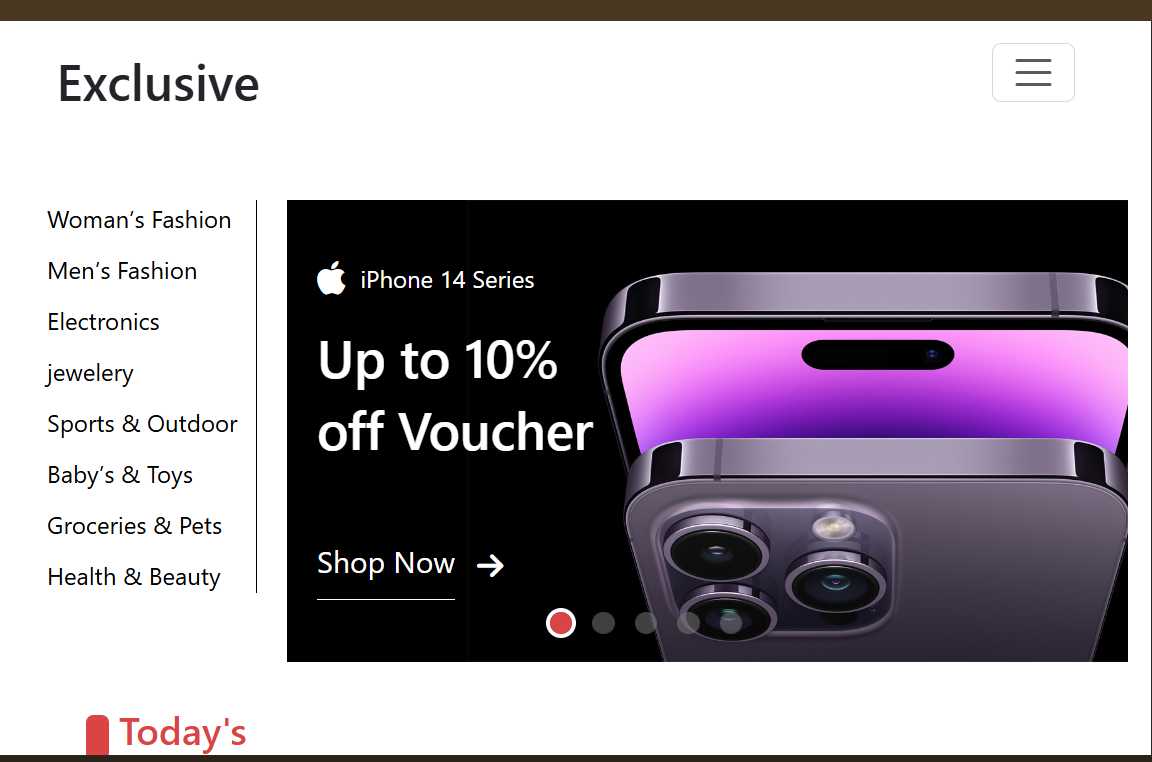 Exclusive
Woman’s Fashion
Men’s Fashion
Electronics
jewelery
Sports & Outdoor
Baby’s & Toys
Groceries & Pets
Health & Beauty
iPhone 14 Series
Up to 10%
off Voucher
Shop Now
Today's